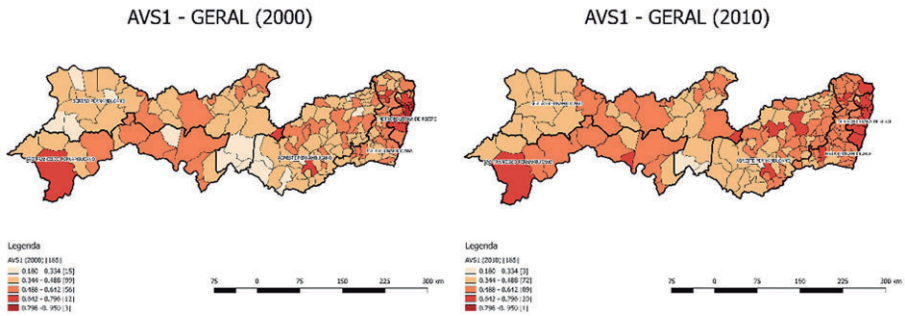 AVS1 - GERAL (2000)
AVS1 - GERAL (2010)
Legenda
AVS1 (2000) [185]
0.180 - 0.334 [15]
0.344 - 0.488 [99]
0.488 - 0.642 [56]
0.642 - 0.796 [12]
0.796 - 0.950 [3]
75 0 75 150 225 300 km
Legenda
AVS1 (2010) [185]
0.180 - 0.334 [3]
0.344 - 0.488 [72]
0.488 - 0.642 [89]
0.642 - 0.796 [20]
0.796 - 0.950 [1]
75 0 75 150 225 300 km